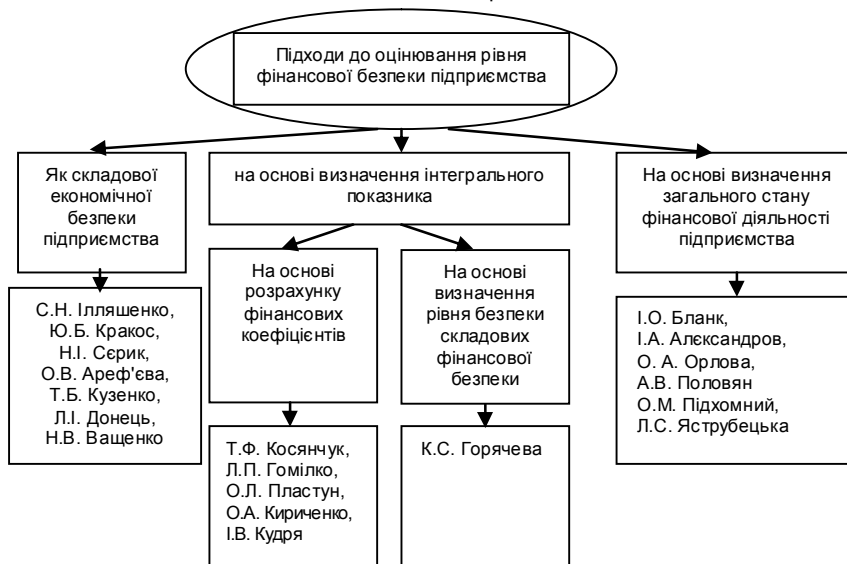 Підходи до оцінювання рівня
фінансової безпеки підприємства
Як складової
економічної
безпеки
підприємства
на основі визначення інтегрального
показника
На основі визначення
загального стану
фінансової діяльності
підприємства
С.Н. Ілляшенко,
Ю.Б. Кракос,
Н.І. Сєрик,
О.В. Ареф'єва,
Т.Б. Кузенко,
Л.І. Донець,
Н.В. Ващенко
На основі
розрахунку
фінансових
коефіцієнтів
На основі
визначення
рівня безпеки
складових
фінансової
безпеки
І.О. Бланк,
І.А. Алєксандров,
О. А. Орлова,
А.В. Половян
О.М. Підхомний,
Л.С. Яструбецька
Т.Ф. Косянчук,
Л.П. Гомілко,
О.Л. Пластун,
О.А. Кириченко,
І.В. Кудря
К.С. Горячева